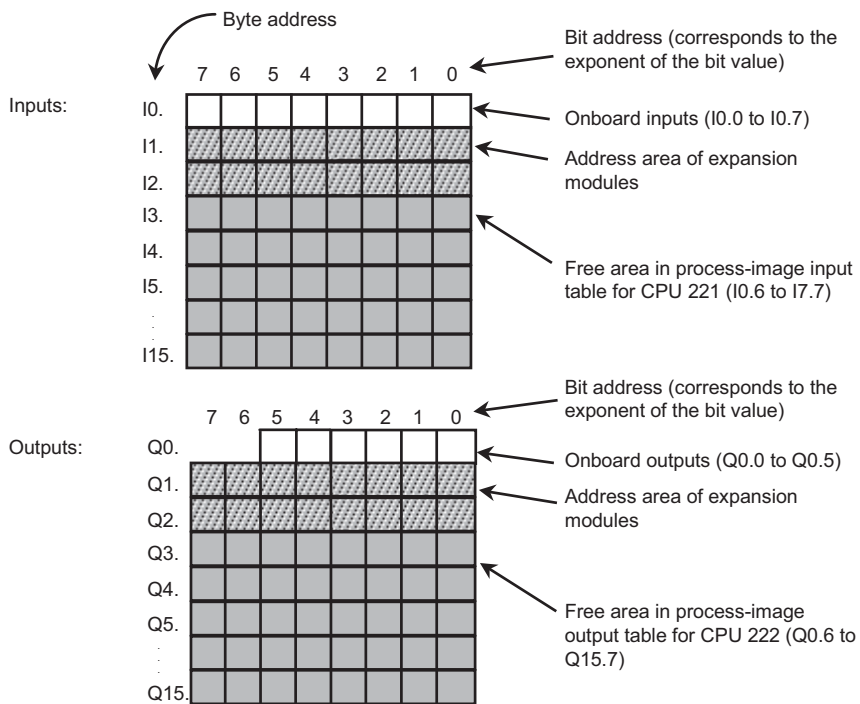 Byte address
Bit address (corresponds to the
exponent of the bit value)
7 6 5 4 3 2 1 0
Inputs:
I0.
Onboard inputs (I0.0 to I0.7)
I1.
Address area of expansion
modules
I2.
I3.
I4.
Free area in process-image input
table for CPU 221 (I0.6 to I7.7)
I5.
I15.
Bit address (corresponds to the
exponent of the bit value)
7 6 5 4 3 2 1 0
Outputs:
Q0.
Onboard outputs (Q0.0 to Q0.5)
Q1.
Address area of expansion
modules
Q2.
Q3.
Q4.
Free area in process-image
output table for CPU 222 (Q0.6 to
Q15.7)
Q5.
Q15.